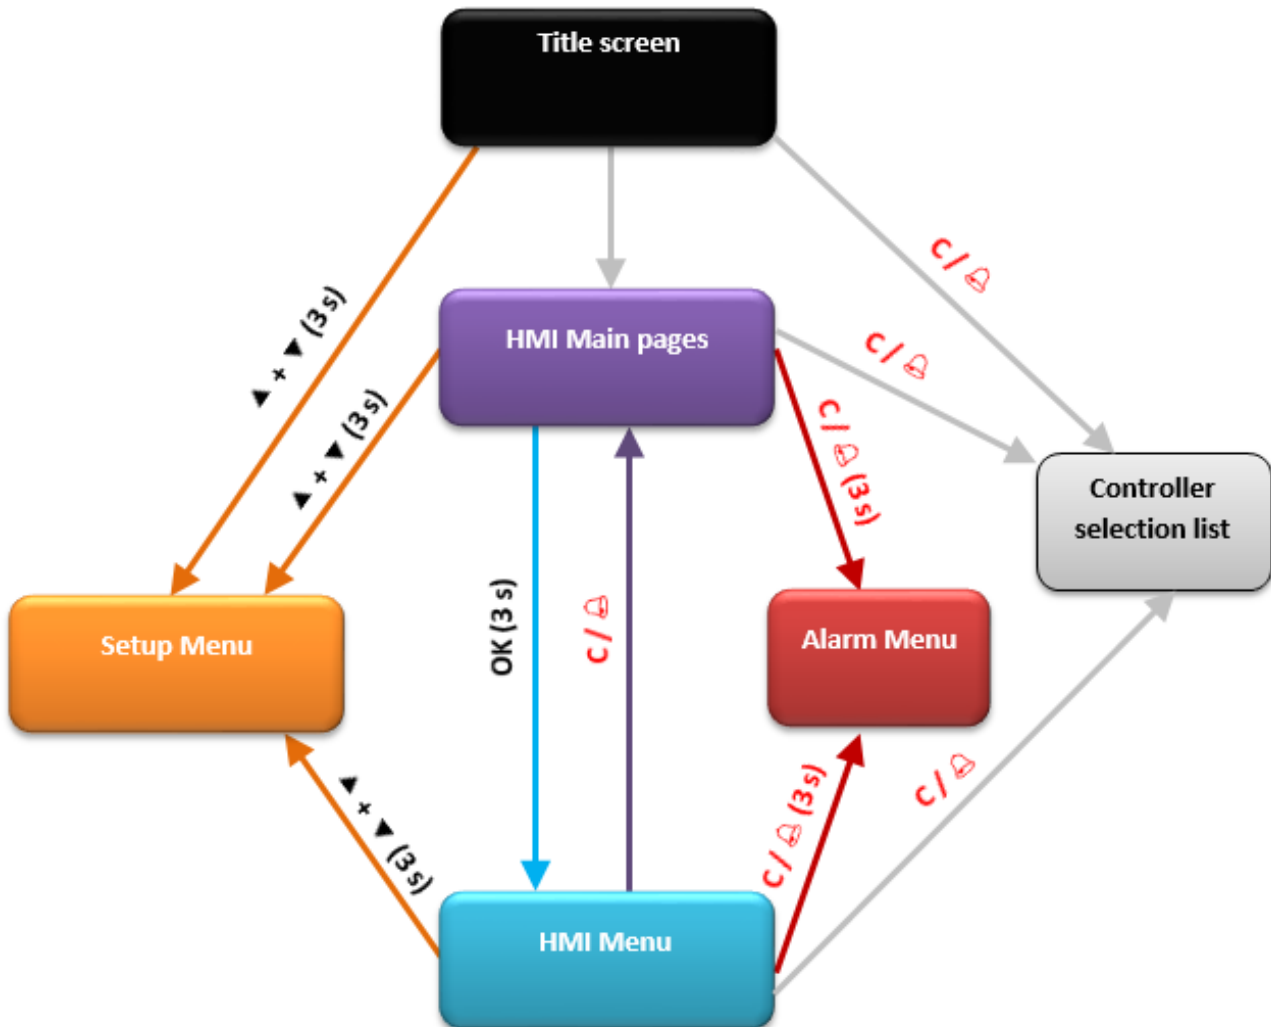 Title screen
C / 🔔
▲ + ▼ (3 s)
HMI Main pages
C / 🔔
▲ + ▼ (3 s)
C / 🔔 (3 s)
Controller
selection list
OK (3 s)
C / 🔔
Setup Menu
Alarm Menu
▲ + ▼ (3 s)
C / 🔔 (3 s)
C / 🔔
HMI Menu